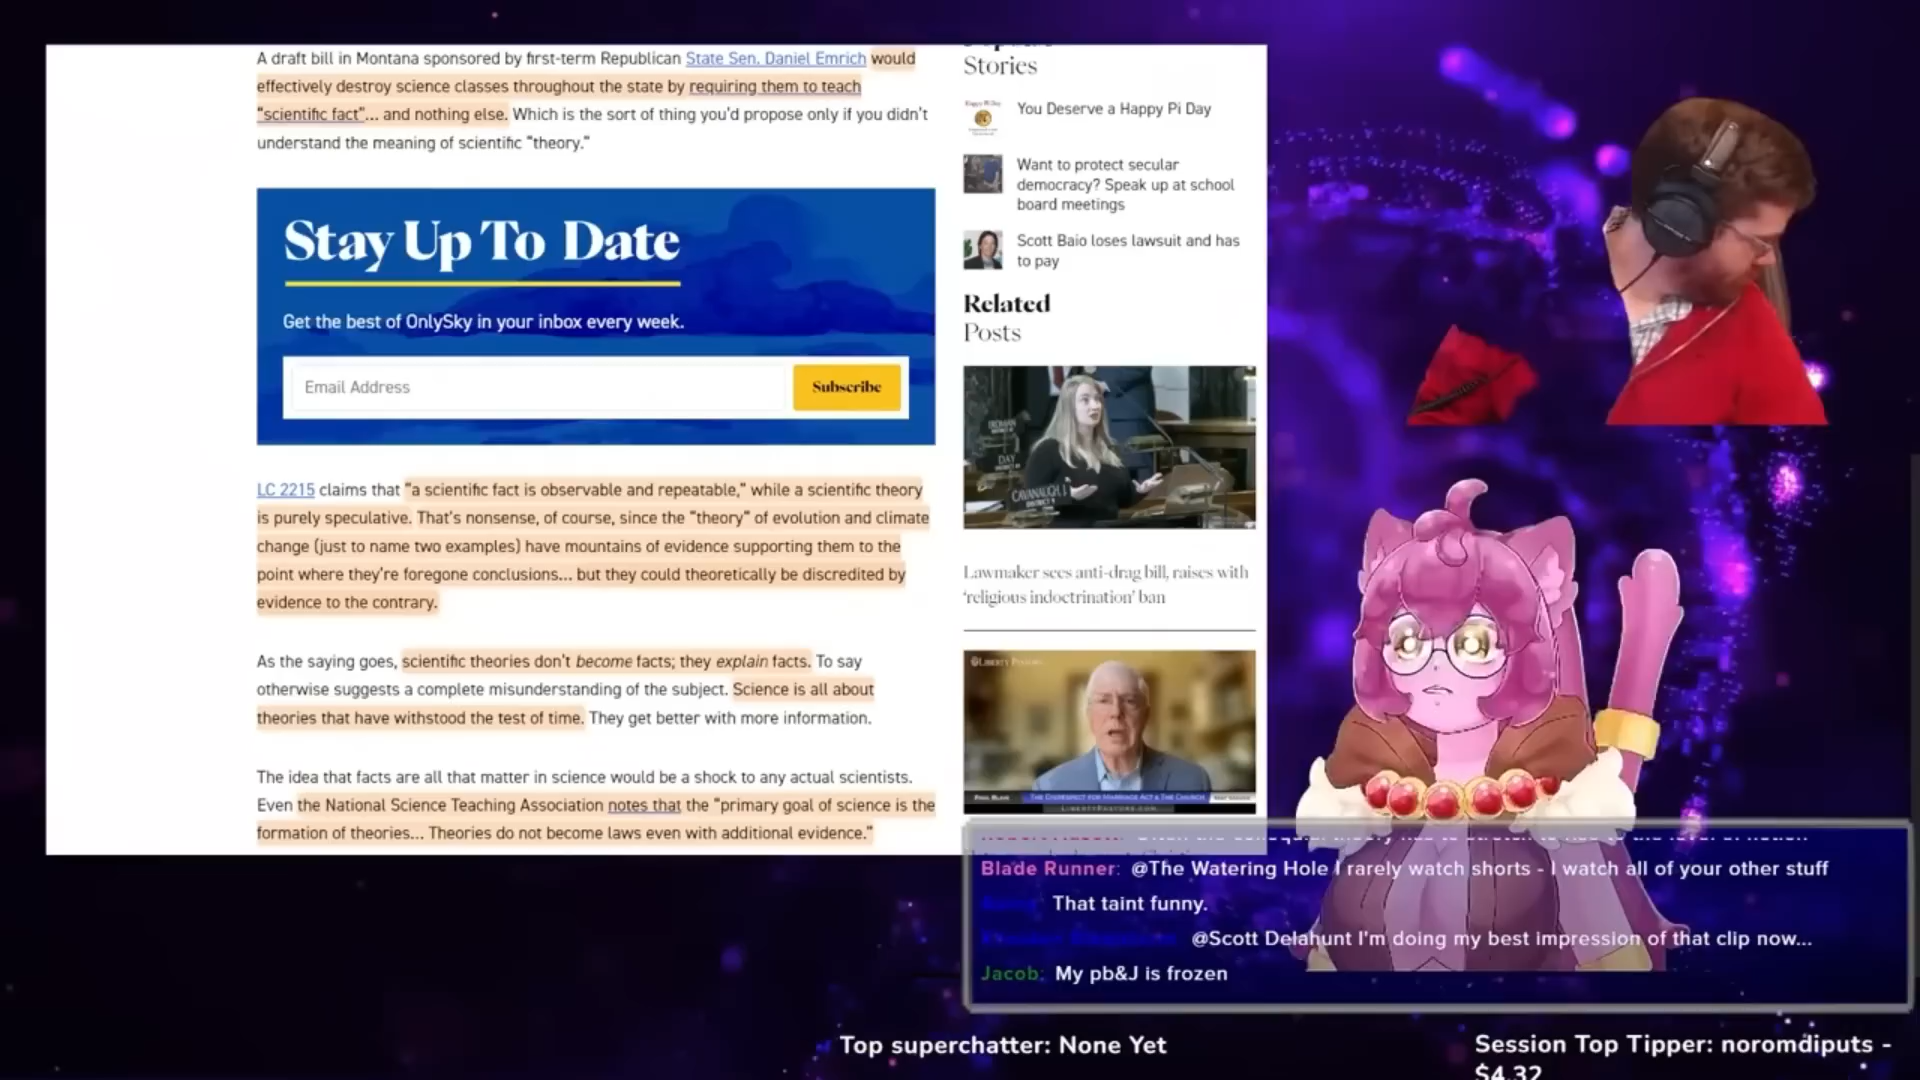 A draft bill in Montana sponsored by first-term Republican State Sen. Daniel Emrich would
effectively destroy science classes throughout the state by requiring them to teach
“scientific fact”... and nothing else. Which is the sort of thing you’d propose only if you didn’t
understand the meaning of scientific “theory.”
Stay Up To Date
Get the best of OnlySky in your inbox every week.
Email Address
Subscribe
LC 2215 claims that “a scientific fact is observable and repeatable,” while a scientific theory
is purely speculative. That’s nonsense, of course, since the “theory” of evolution and climate
change (just to name two examples) have mountains of evidence supporting them to the
point where they’re foregone conclusions... but they could theoretically be discredited by
evidence to the contrary.
As the saying goes, scientific theories don’t become facts; they explain facts. To say
otherwise suggests a complete misunderstanding of the subject. Science is all about
theories that have withstood the test of time. They get better with more information.
The idea that facts are all that matter in science would be a shock to any actual scientists.
Even the National Science Teaching Association notes that the “primary goal of science is the
formation of theories... Theories do not become laws even with additional evidence.”
Stories
You Deserve a Happy Pi Day
Want to protect secular
democracy? Speak up at school
board meetings
Scott Baio loses lawsuit and has
to pay
Related
Posts
DAY
CAVANAUGH, J.
Lawmaker sees anti-drag bill, raises with
‘religious indoctrination’ ban
THE DISRESPECT FOR MARRIAGE ACT & THE CHURCH
LIBERTYPASTORS.COM
Blade Runner: @The Watering Hole I rarely watch shorts - I watch all of your other stuff
That taint funny.
@Scott Delahunt I'm doing my best impression of that clip now...
Jacob: My pb&J is frozen
Top superchatter: None Yet
Session Top Tipper: noromdiputs -
$4.32